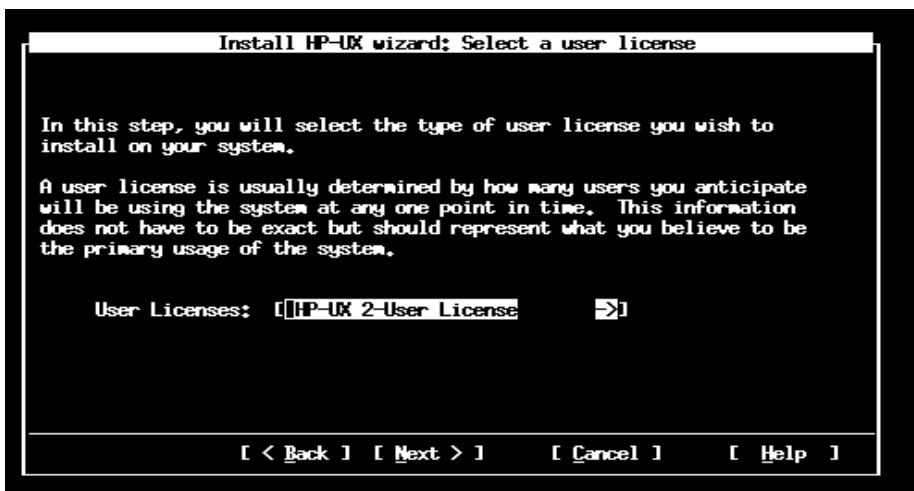 Install HP-UX wizard: Select a user license
In this step, you will select the type of user license you wish to
install on your system.
A user license is usually determined by how many users you anticipate
will be using the system at any one point in time.  This information
does not have to be exact but should represent what you believe to be
the primary usage of the system.
User Licenses:  [HP-UX 2-User License        ->]
[ < Back ]  [ Next > ]      [ Cancel ]      [  Help  ]